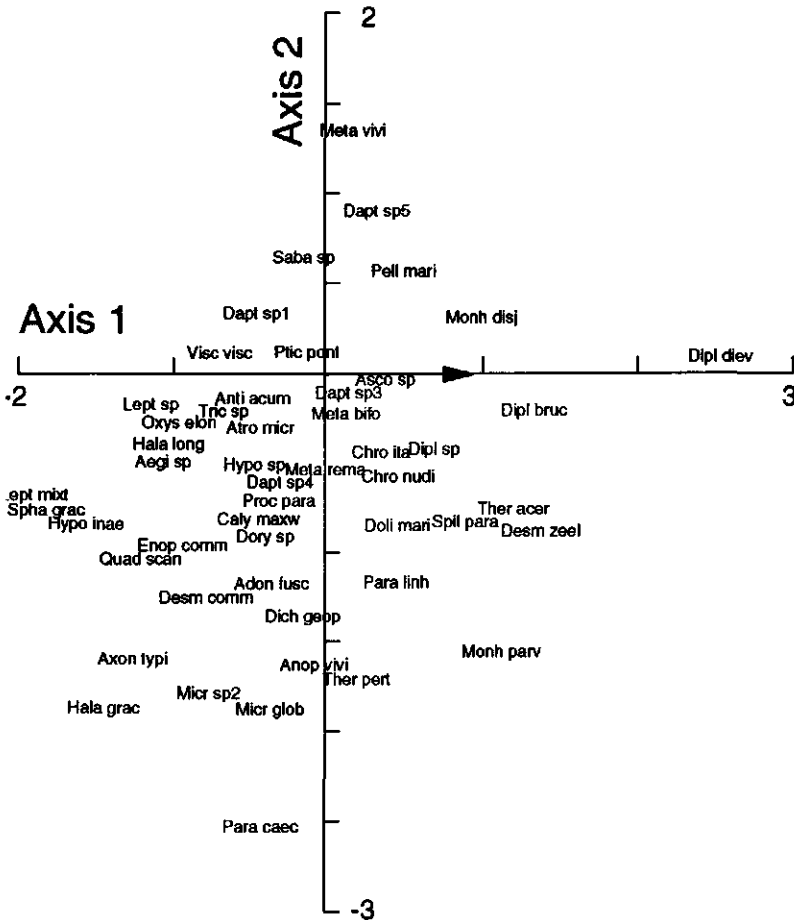 2
Axis 2
Meta vivi
Dapt sp5
Saba sp
Pell mari
Axis 1
Dapt sp1
Monh disj
Visc visc
Ptic pont
Dipl diev
Asco sp
-2
3
Dapt sp3
Anti acum
Lept sp
Tric sp
Meta bifo
Dipl bruc
Oxys elon
Atro micr
Hala long
Chro ita
Dipl sp
Aegi sp
Hypo sp
Meta rema
Chro nudi
Dapt sp4
ept mixt
Proc para
Spha grac
Ther acer
Hypo inae
Caly maxw
Doli mari
Spil para
Desm zeel
Dory sp
Enop comm
Quad scan
Adon fusc
Para linh
Desm comm
Dich geop
Monh parv
Axon typi
Anop vivi
Ther pert
Micr sp2
Hala grac
Micr glob
Para caec
-3